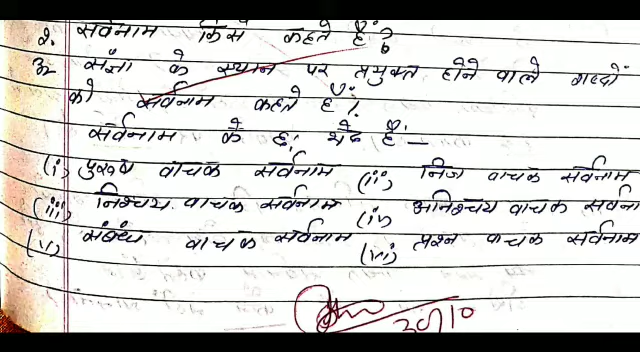 2. सर्वनाम किसे कहते हैं?
उ. संज्ञा के स्थान पर प्रयुक्त होने वाले शब्दों
को सर्वनाम कहते हैं।
सर्वनाम के छः भेद हैं:—
(i) पुरुष वाचक सर्वनाम (ii) निज वाचक सर्वनाम
(iii) निश्चय वाचक सर्वनाम (iv) अनिश्चय वाचक सर्वना
(v) संबंध वाचक सर्वनाम (vi) प्रश्न वाचक सर्वनाम
30/10